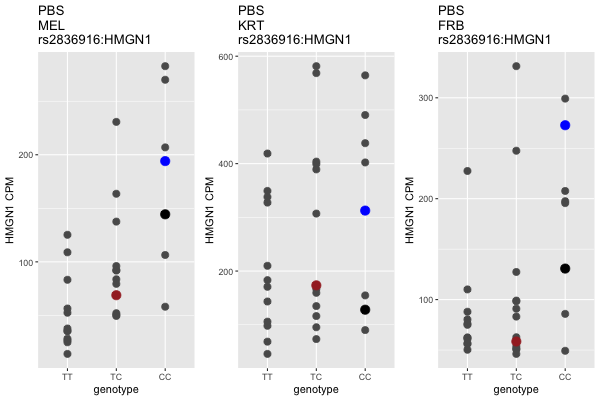 PBS
MEL
rs2836916:HMGN1
HMGN1 CPM
200
100
TT TC CC
genotype
PBS
KRT
rs2836916:HMGN1
HMGN1 CPM
600
400
200
TT TC CC
genotype
PBS
FRB
rs2836916:HMGN1
HMGN1 CPM
300
200
100
TT TC CC
genotype